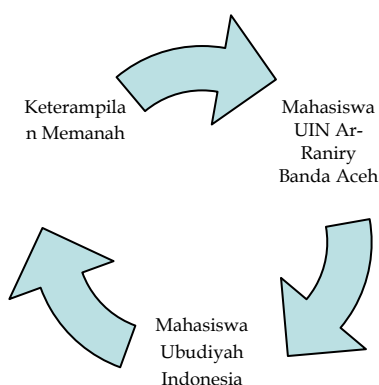 Keterampila
n Memanah
Mahasiswa
UIN Ar-
Raniry
Banda Aceh
Mahasiswa
Ubudiyah
Indonesia